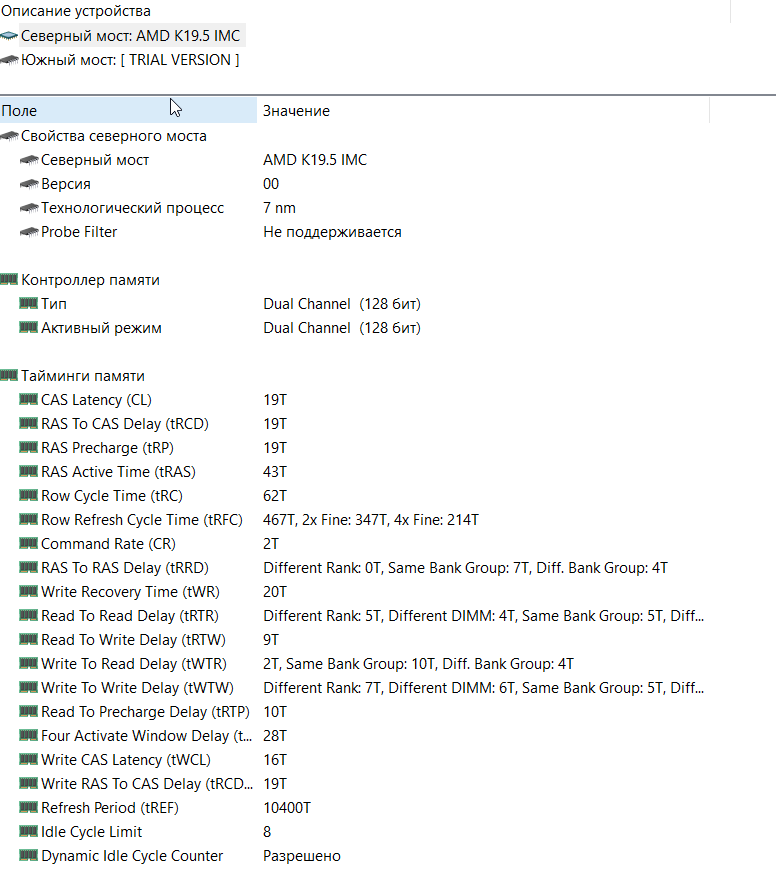 Описание устройства
Северный мост: AMD K19.5 IMC
Южный мост: [ TRIAL VERSION ]
Поле Значение
Свойства северного моста
Северный мост AMD K19.5 IMC
Версия 00
Технологический процесс 7 nm
Probe Filter Не поддерживается
Контроллер памяти
Тип Dual Channel (128 бит)
Активный режим Dual Channel (128 бит)
Тайминги памяти
CAS Latency (CL) 19T
RAS To CAS Delay (tRCD) 19T
RAS Precharge (tRP) 19T
RAS Active Time (tRAS) 43T
Row Cycle Time (tRC) 62T
Row Refresh Cycle Time (tRFC) 467T, 2x Fine: 347T, 4x Fine: 214T
Command Rate (CR) 2T
RAS To RAS Delay (tRRD) Different Rank: 0T, Same Bank Group: 7T, Diff. Bank Group: 4T
Write Recovery Time (tWR) 20T
Read To Read Delay (tRTR) Different Rank: 5T, Different DIMM: 4T, Same Bank Group: 5T, Diff...
Read To Write Delay (tRTW) 9T
Write To Read Delay (tWTR) 2T, Same Bank Group: 10T, Diff. Bank Group: 4T
Write To Write Delay (tWTW) Different Rank: 7T, Different DIMM: 6T, Same Bank Group: 5T, Diff...
Read To Precharge Delay (tRTP) 10T
Four Activate Window Delay (t... 28T
Write CAS Latency (tWCL) 16T
Write RAS To CAS Delay (tRCD... 19T
Refresh Period (tREF) 10400T
Idle Cycle Limit 8
Dynamic Idle Cycle Counter Разрешено